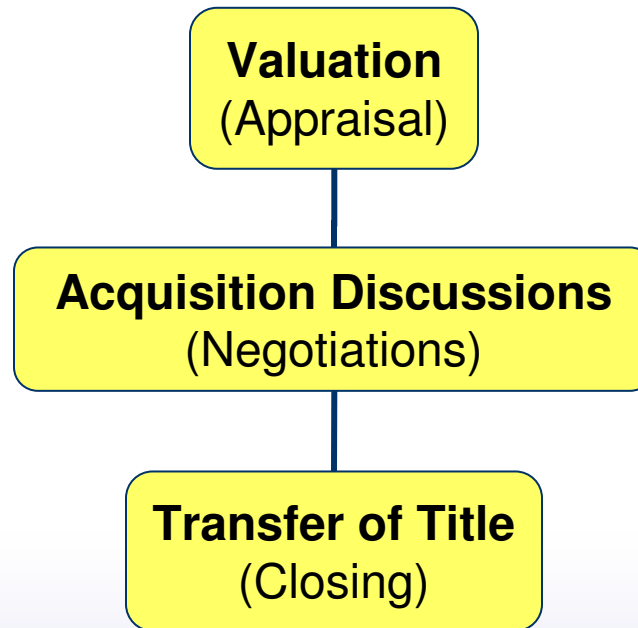 Valuation
(Appraisal)
Acquisition Discussions
(Negotiations)
Transfer of Title
(Closing)